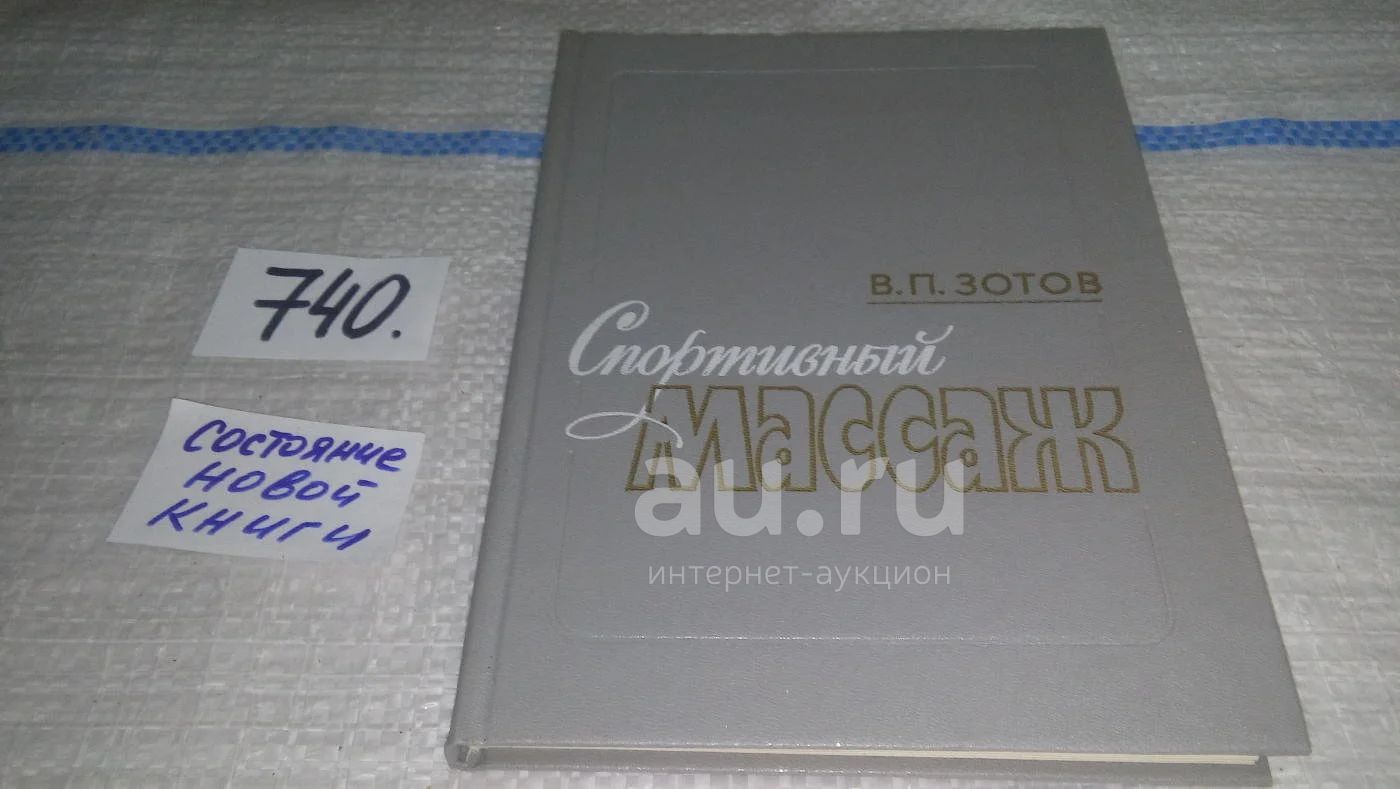 740.
состояние
новой
книги
В.П. ЗОТОВ
Спортивный
массаж
au.ru
интернет-аукцион